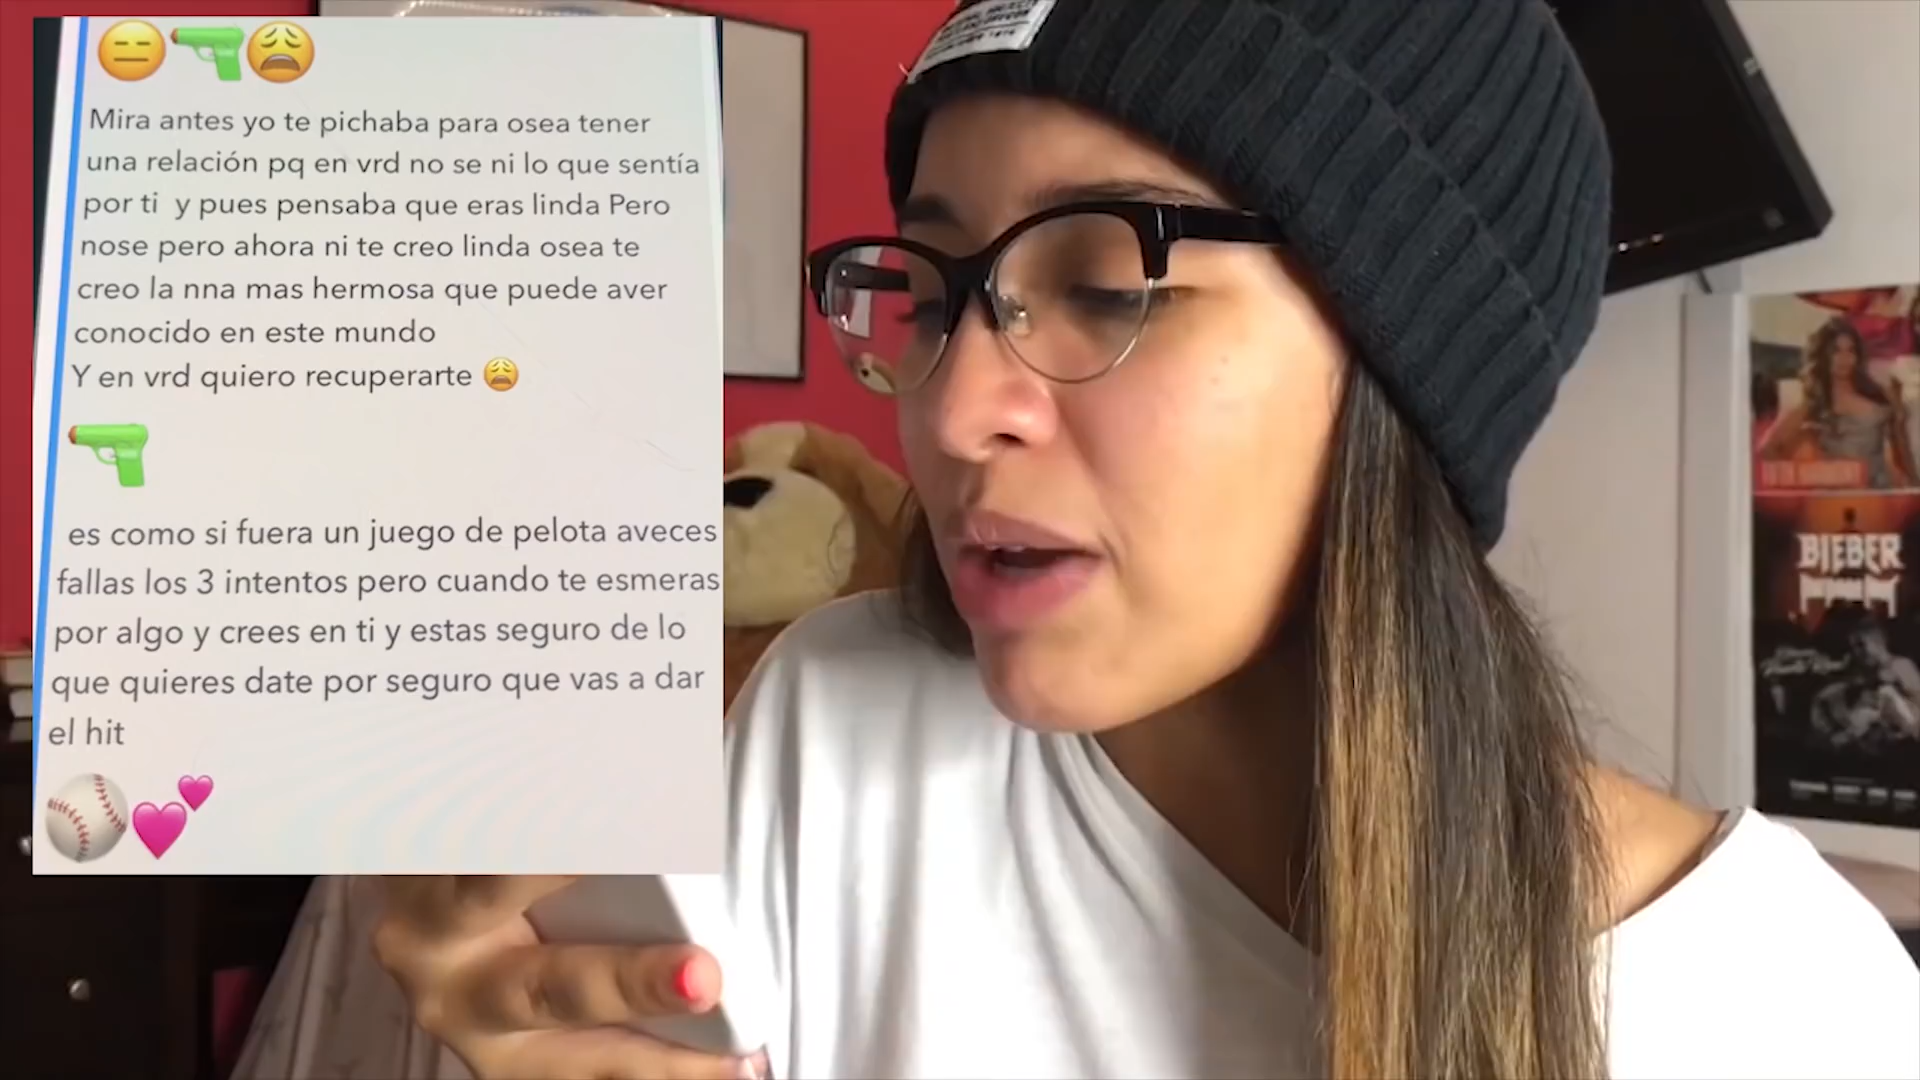 Mira antes yo te pichaba para osea tener
una relación pq en vrd no se ni lo que sentía
por ti y pues pensaba que eras linda Pero
nose pero ahora ni te creo linda osea te
creo la nna mas hermosa que puede aver
conocido en este mundo
Y en vrd quiero recuperarte
es como si fuera un juego de pelota aveces
fallas los 3 intentos pero cuando te esmeras
por algo y crees en ti y estas seguro de lo
que quieres date por seguro que vas a dar
el hit
BIEBER